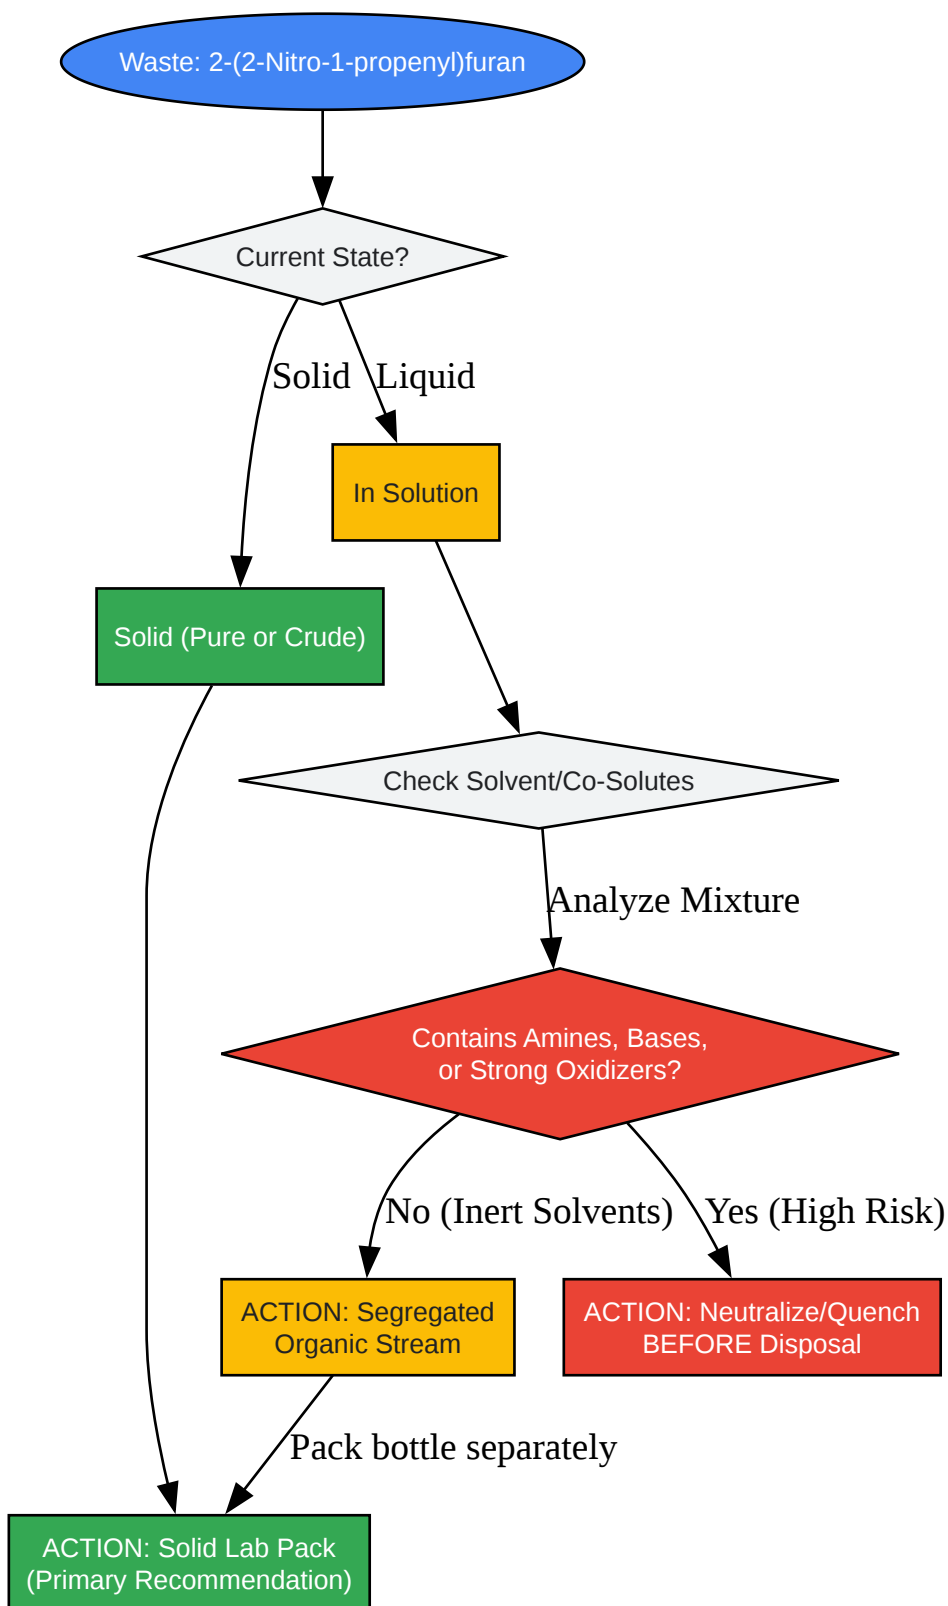 Waste: 2-(2-Nitro-1-propenyl)furan
Current State?
Solid
Liquid
In Solution
Solid (Pure or Crude)
Check Solvent/Co-Solutes
Analyze Mixture
Contains Amines, Bases,
or Strong Oxidizers?
No (Inert Solvents)
Yes (High Risk)
ACTION: Segregated
Organic Stream
ACTION: Neutralize/Quench
BEFORE Disposal
Pack bottle separately
ACTION: Solid Lab Pack
(Primary Recommendation)